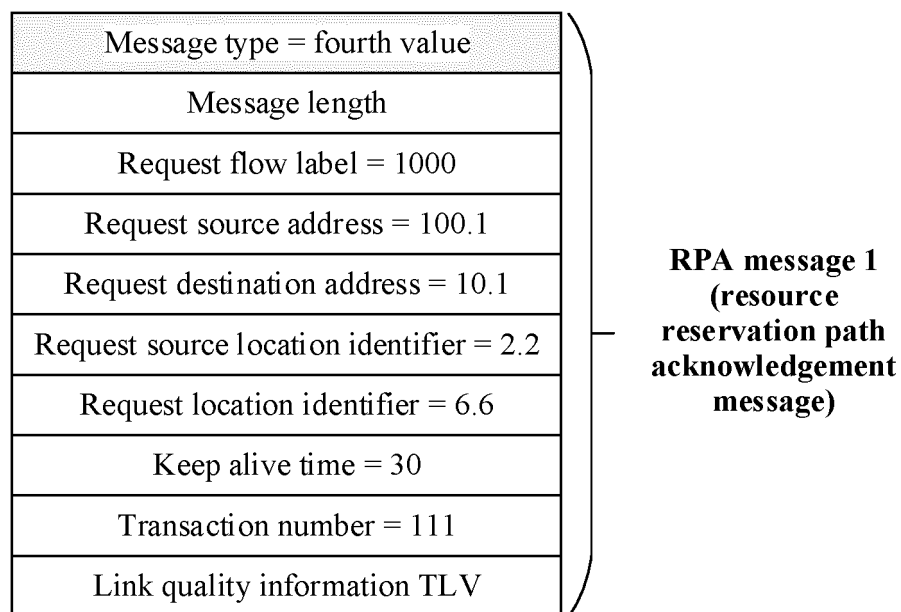 Message type = fourth value
Message length
Request flow label = 1000
Request source address = 100.1
Request destination address = 10.1
Request source location identifier = 2.2
Request location identifier = 6.6
Keep alive time = 30
Transaction number = 111
Link quality information TLV
RPA message 1
(resource
reservation path
acknowledgement
message)